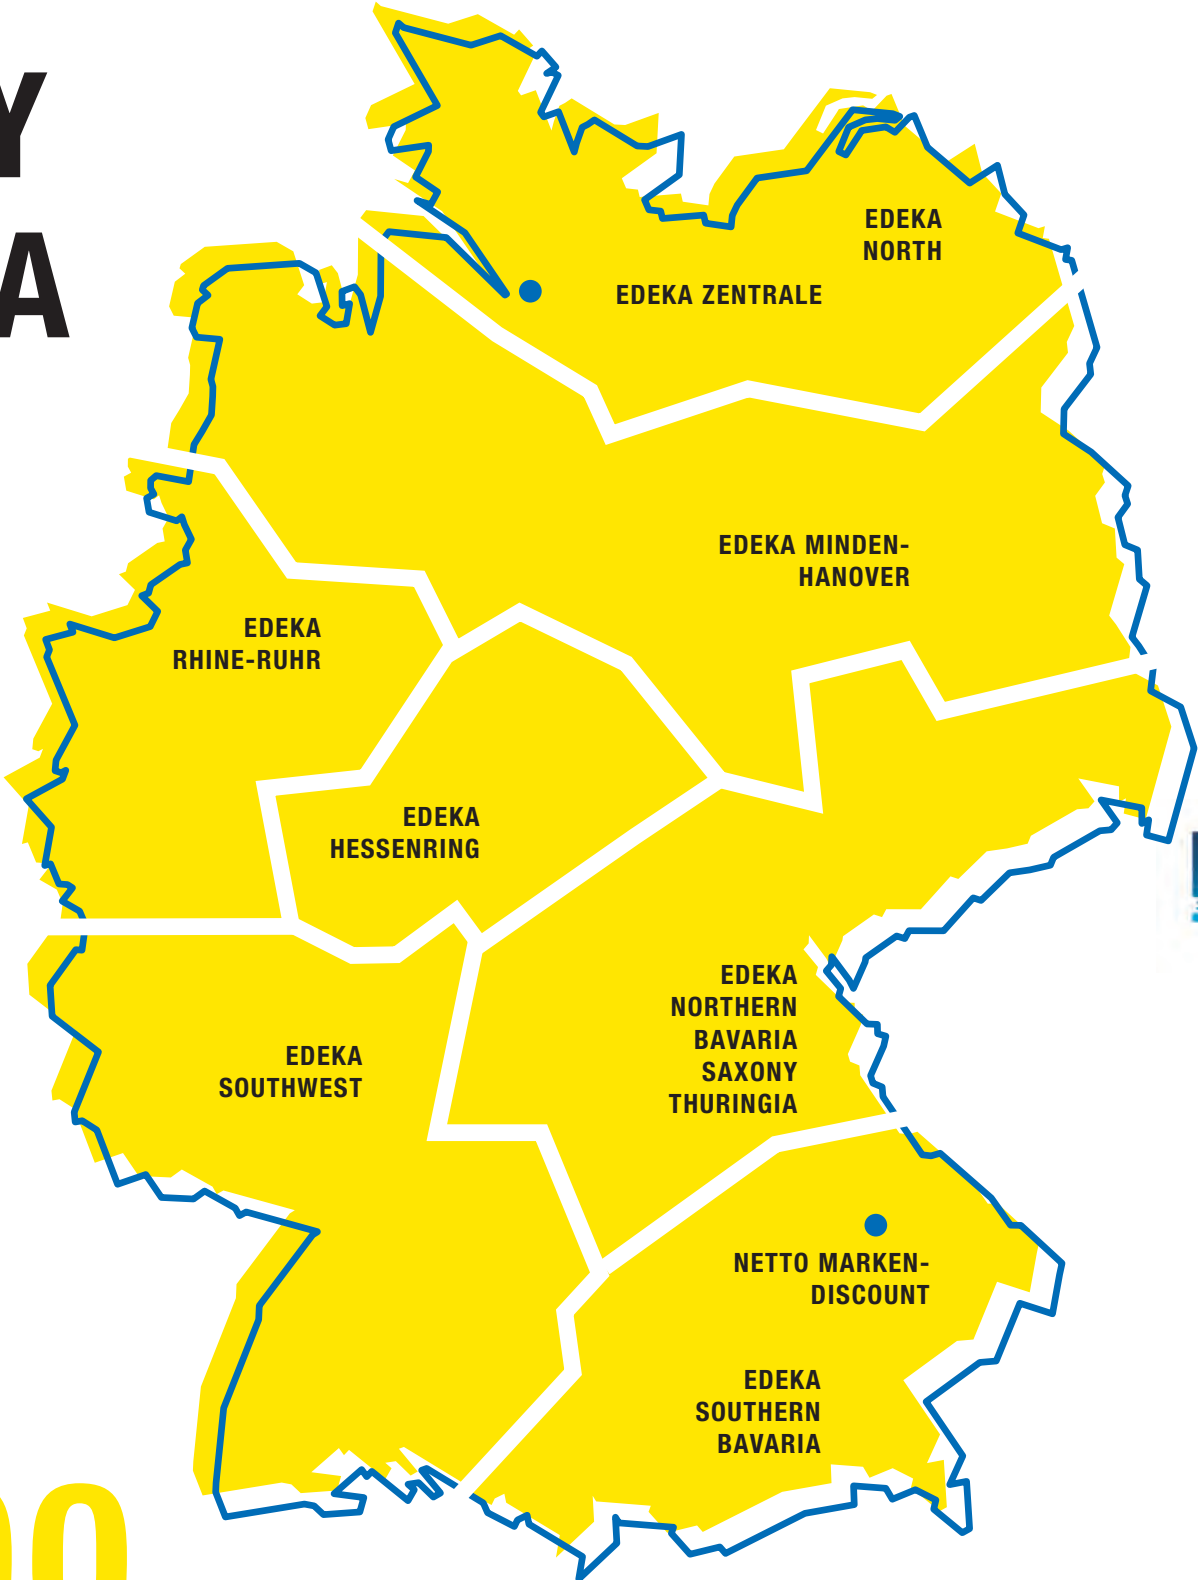 Y
A
EDEKA
NORTH
EDEKA ZENTRALE
EDEKA MINDEN-
HANOVER
EDEKA
RHINE-RUHR
EDEKA
HESSENRING
EDEKA
NORTHERN
BAVARIA
SAXONY
THURINGIA
EDEKA
SOUTHWEST
NETTO MARKEN-
DISCOUNT
EDEKA
SOUTHERN
BAVARIA
00